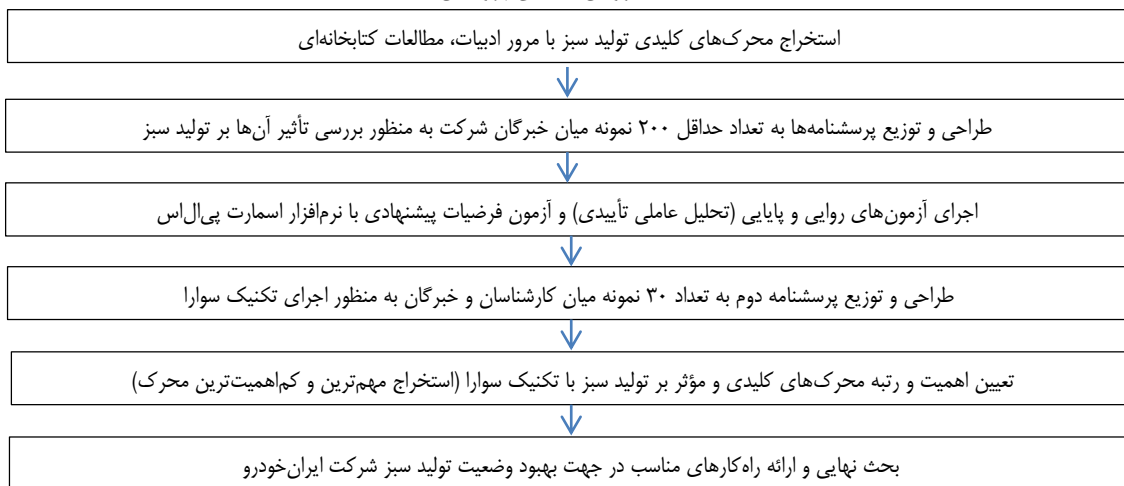 استخراج محرک‌های کلیدی تولید سبز با مرور ادبیات، مطالعات کتابخانه‌ای
طراحی و توزیع پرسشنامه‌ها به تعداد حداقل ۲۰۰ نمونه میان خبرگان شرکت به منظور بررسی تأثیر آن‌ها بر تولید سبز
اجرای آزمون‌های روایی و پایایی (تحلیل عاملی تأییدی) و آزمون فرضیات پیشنهادی با نرم‌افزار اسمارت پی‌ال‌اس
طراحی و توزیع پرسشنامه دوم به تعداد ۳۰ نمونه میان کارشناسان و خبرگان به منظور اجرای تکنیک سوارا
تعیین اهمیت و رتبه محرک‌های کلیدی و مؤثر بر تولید سبز با تکنیک سوارا (استخراج مهم‌ترین و کم‌اهمیت‌ترین محرک)
بحث نهایی و ارائه راه‌کارهای مناسب در جهت بهبود وضعیت تولید سبز شرکت ایران‌خودرو